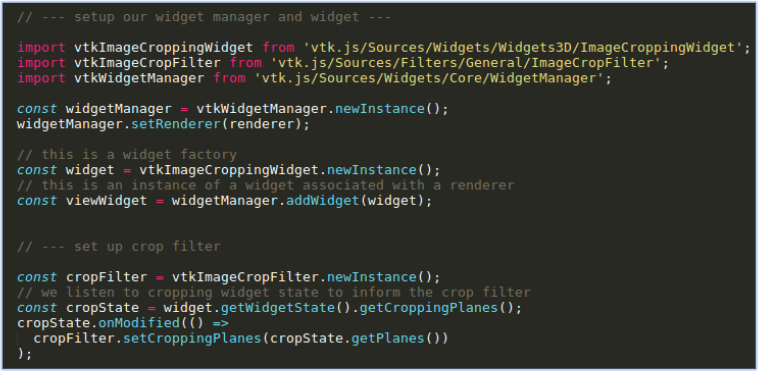 // --- setup our widget manager and widget ---
import vtkImageCroppingWidget from 'vtk.js/Sources/Widgets/Widgets3D/ImageCroppingWidget';
import vtkImageCropFilter from 'vtk.js/Sources/Filters/General/ImageCropFilter';
import vtkWidgetManager from 'vtk.js/Sources/Widgets/Core/WidgetManager';
const widgetManager = vtkWidgetManager.newInstance();
widgetManager.setRenderer(renderer);
// this is a widget factory
const widget = vtkImageCroppingWidget.newInstance();
// this is an instance of a widget associated with a renderer
const viewWidget = widgetManager.addWidget(widget);
// --- set up crop filter
const cropFilter = vtkImageCropFilter.newInstance();
// we listen to cropping widget state to inform the crop filter
const cropState = widget.getWidgetState().getCroppingPlanes();
cropState.onModified(() =>
  cropFilter.setCroppingPlanes(cropState.getPlanes())
);